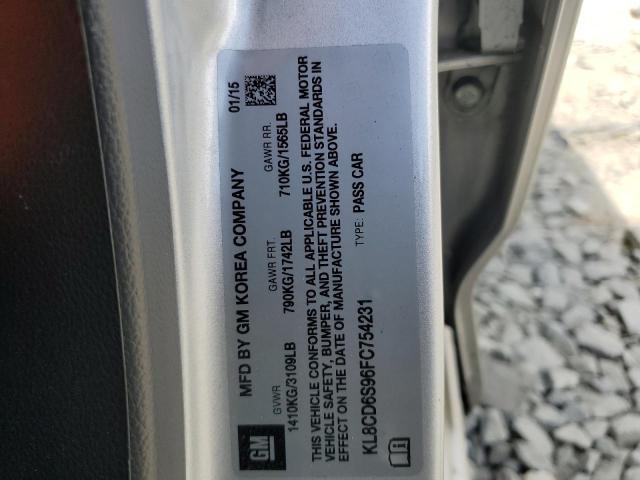 MFD BY GM KOREA COMPANY 01/15
GVWR GAWR FRT. GAWR RR.
1410KG/3109LB 790KG/1742LB 710KG/1565LB
THIS VEHICLE CONFORMS TO ALL APPLICABLE U.S. FEDERAL MOTOR
VEHICLE SAFETY, BUMPER, AND THEFT PREVENTION STANDARDS IN
EFFECT ON THE DATE OF MANUFACTURE SHOWN ABOVE.
KL8CD6S96FC754231 TYPE: PASS CAR
GM